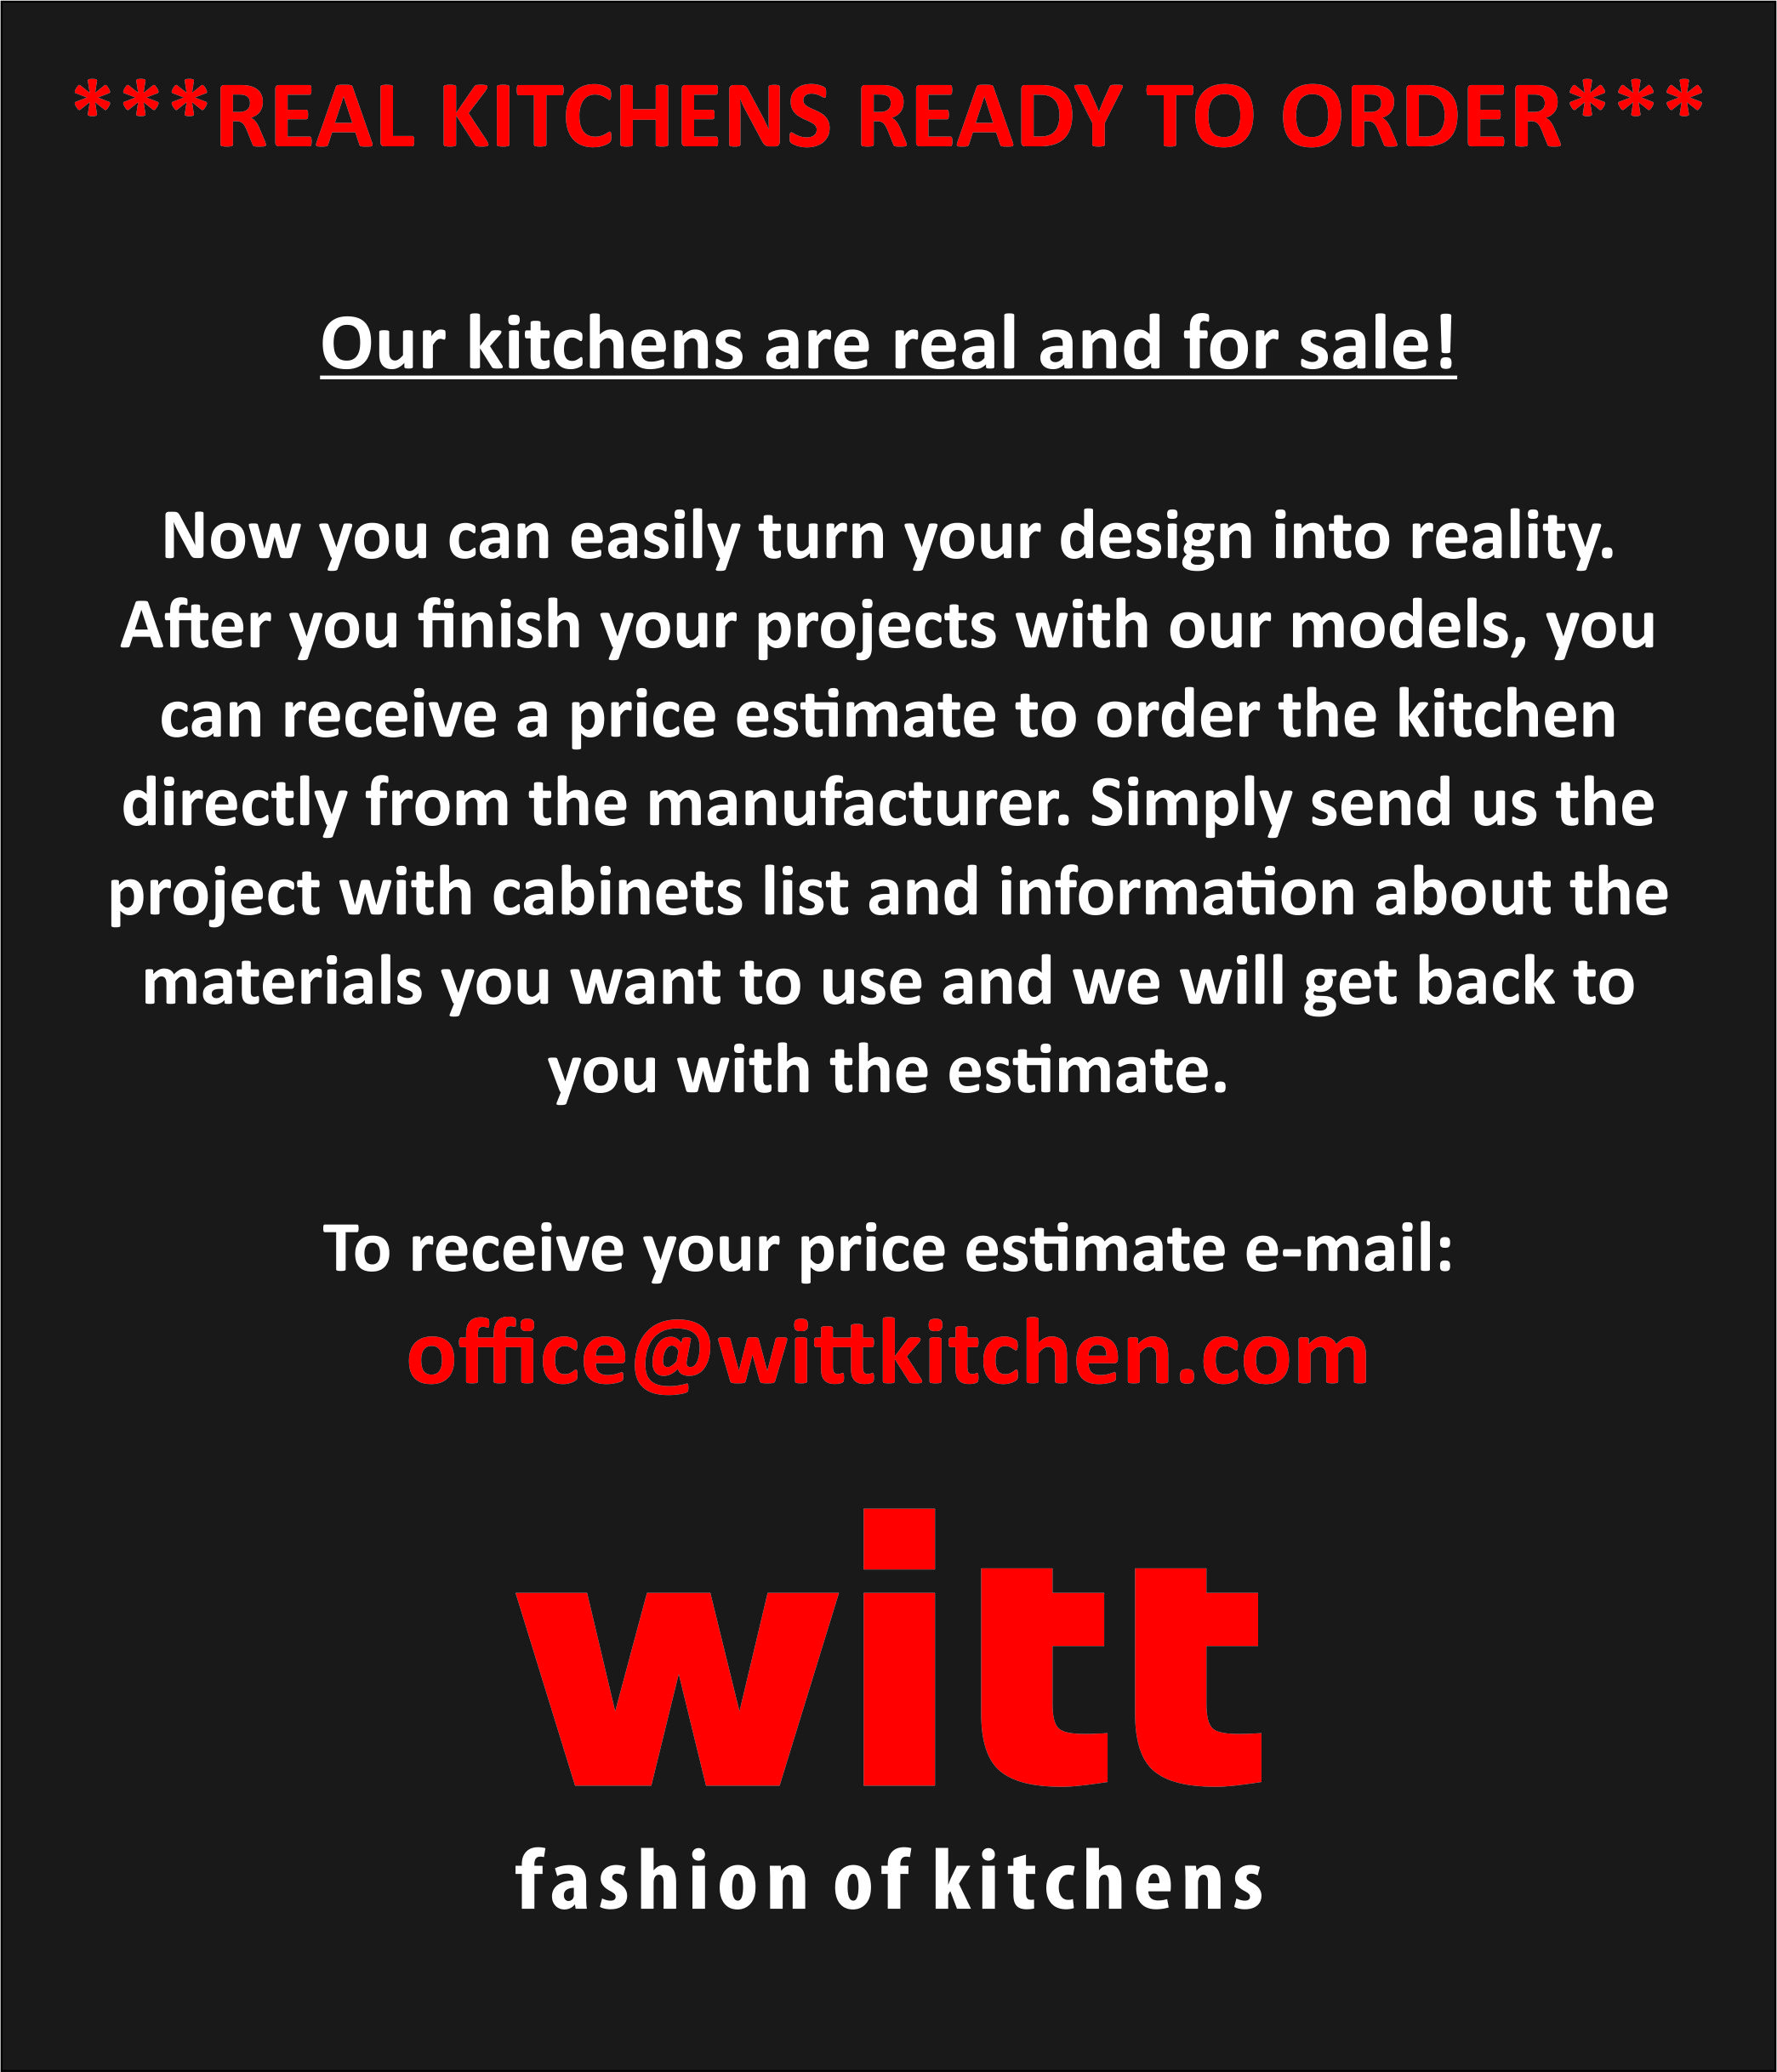 ***REAL KITCHENS READY TO ORDER***
Our kitchens are real and for sale!
Now you can easily turn your design into reality.
After you finish your projects with our models, you
can receive a price estimate to order the kitchen
directly from the manufacturer. Simply send us the
project with cabinets list and information about the
materials you want to use and we will get back to
you with the estimate.
To receive your price estimate e-mail:
office@wittkitchen.com
witt
fashion of kitchens